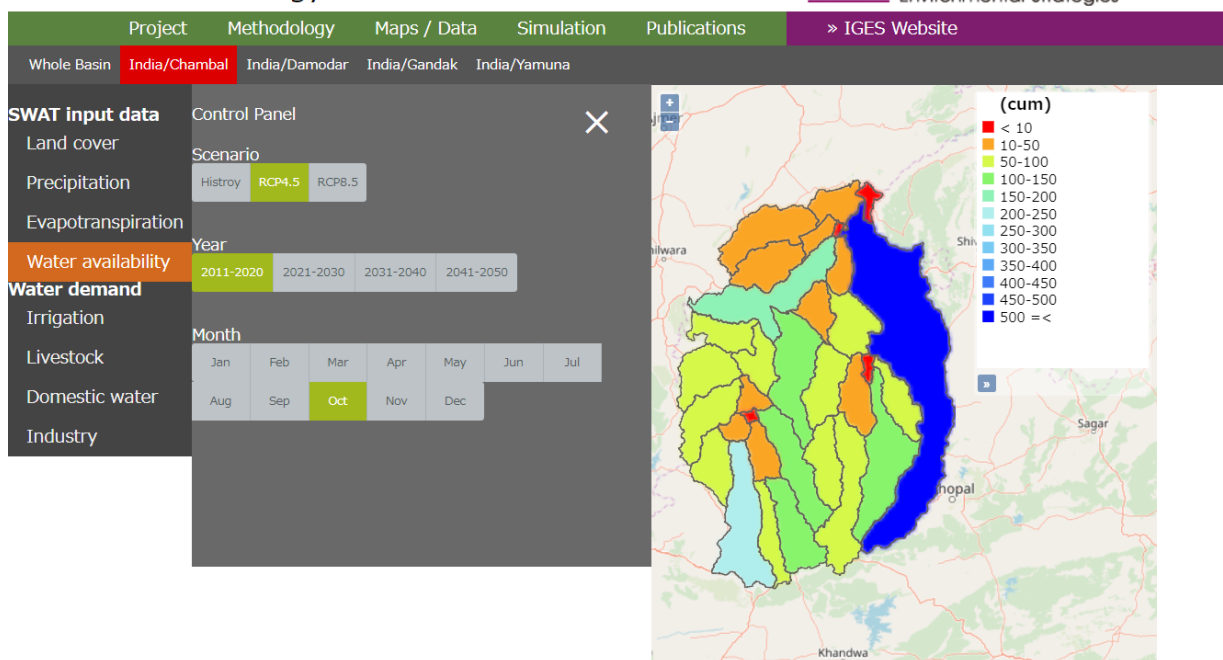 Project Methodology Maps / Data Simulation Publications » IGES Website
Whole Basin India/Chambal India/Damodar India/Gandak India/Yamuna
SWAT input data
Land cover
Precipitation
Evapotranspiration
Water availability
Water demand
Irrigation
Livestock
Domestic water
Industry
Control Panel
Scenario
Histroy RCP4.5 RCP8.5
Year
2011-2020 2021-2030 2031-2040 2041-2050
Month
Jan Feb Mar Apr May Jun Jul
Aug Sep Oct Nov Dec
+
−
(cum)
< 10
10-50
50-100
100-150
150-200
200-250
250-300
300-350
350-400
400-450
450-500
500 =<
»
Sagar
Khandwa